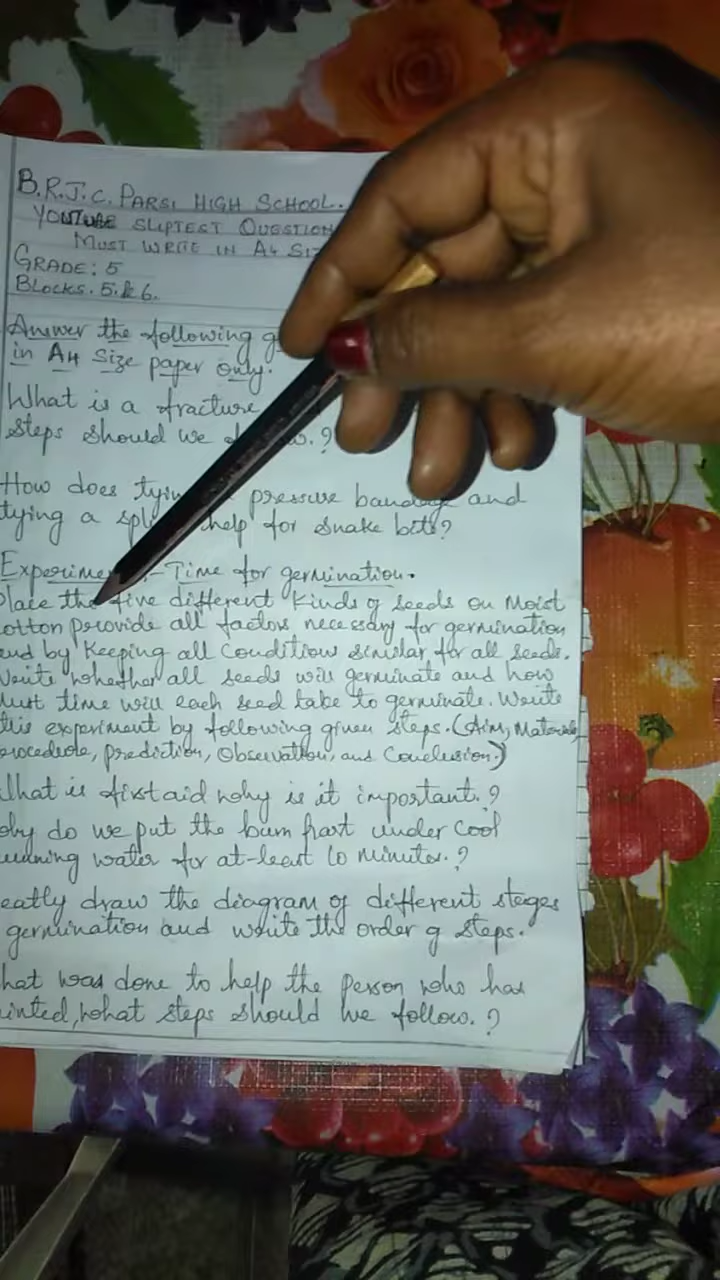 B.R.J.C. PARSI HIGH SCHOOL.
YOUTUBE SLIPTEST QUESTION
MUST WRITE IN A4
GRADE: 5
BLOCKS. 5 & 6.
Answer the following
in A4 size paper only.
What is a fracture
steps should we ?
How does pressure bandage and
tying a help for snake bite?
Experiment :- Time for germination.
Place the five different kinds of seeds on moist
cotton provide all factors necessary for germination
and by keeping all conditions similar for all seeds.
Write whether all seeds will germinate and how
time will each seed take to germinate. Write
this experiment by following given steps. (Aim, Materials
procedure, prediction, Observation, and Conclusion.)
What is first aid why is it important.?
why do we put the burn part under cool
running water for at-least 10 minutes.?
neatly draw the diagram of different stages
germination and write the order of steps.
What was done to help the person who has
fainted, what steps should we follow.?